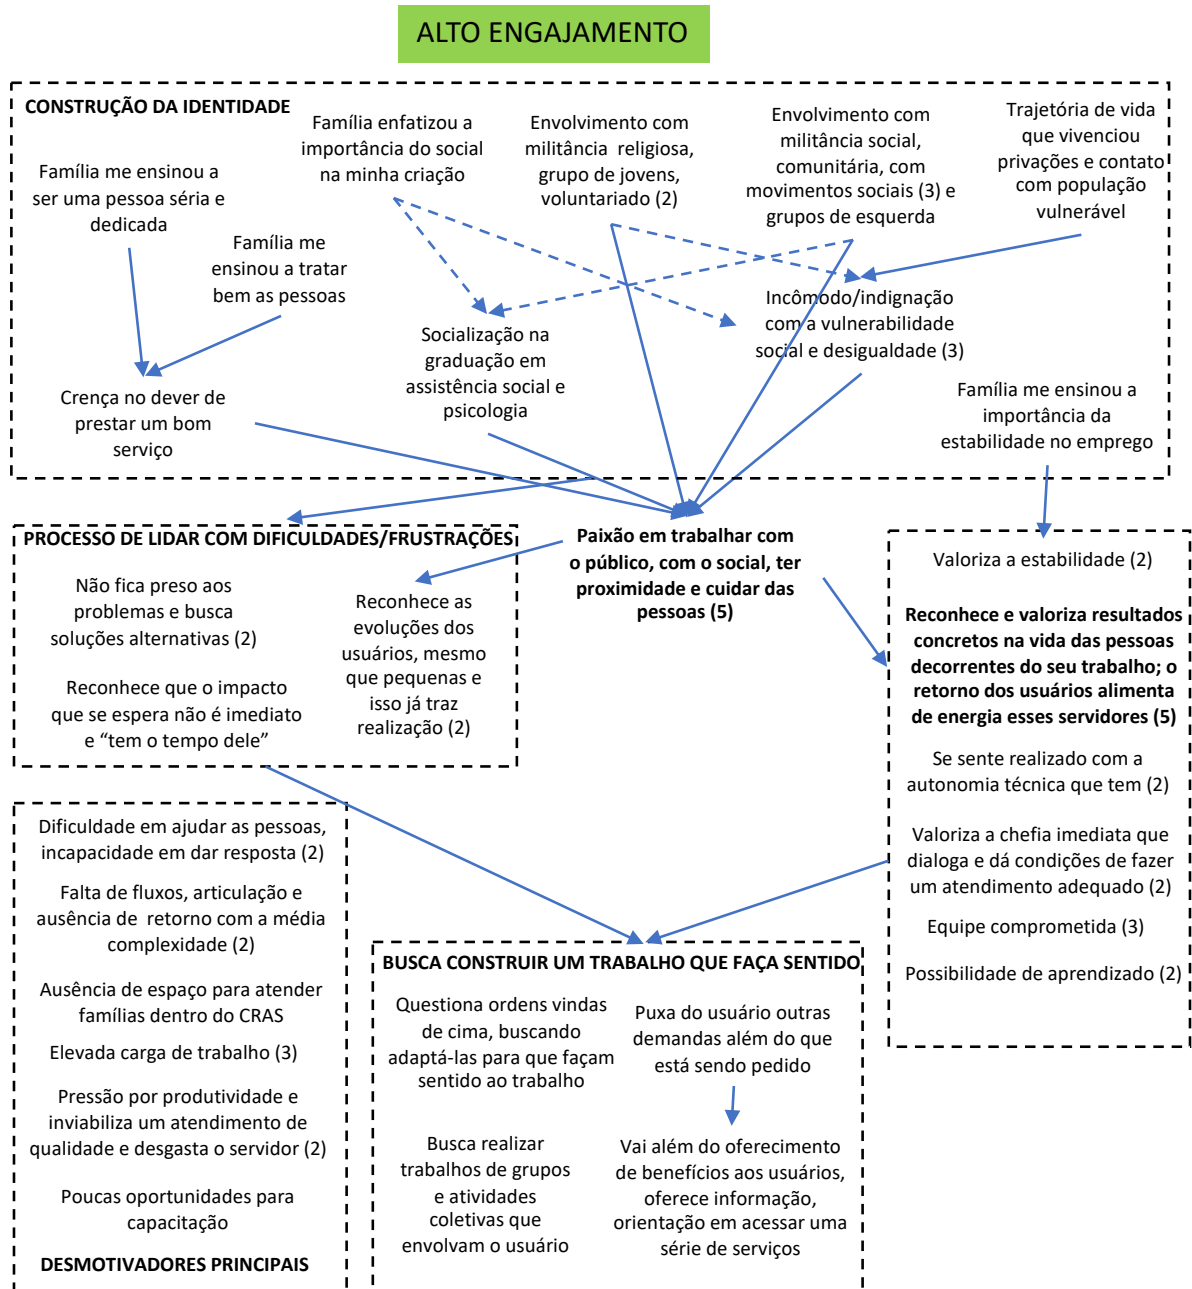 ALTO ENGAJAMENTO
CONSTRUÇÃO DA IDENTIDADE
Família me ensinou a
ser uma pessoa séria e
dedicada
Família me
ensinou a tratar
bem as pessoas
Família enfatizou a
importância do social
na minha criação
Envolvimento com
militância religiosa,
grupo de jovens,
voluntariado (2)
Envolvimento com
militância social,
comunitária, com
movimentos sociais (3) e
grupos de esquerda
Trajetória de vida
que vivenciou
privações e contato
com população
vulnerável
Crença no dever de
prestar um bom
serviço
Socialização na
graduação em
assistência social e
psicologia
Incômodo/indignação
com a vulnerabilidade
social e desigualdade (3)
Família me ensinou a
importância da
estabilidade no emprego
PROCESSO DE LIDAR COM DIFICULDADES/FRUSTRAÇÕES
Não fica preso aos
problemas e busca
soluções alternativas (2)
Reconhece que o impacto
que se espera não é imediato
e “tem o tempo dele”
Reconhece as
evoluções dos
usuários, mesmo
que pequenas e
isso já traz
realização (2)
Paixão em trabalhar com
o público, com o social, ter
proximidade e cuidar das
pessoas (5)
Valoriza a estabilidade (2)
Reconhece e valoriza resultados
concretos na vida das pessoas
decorrentes do seu trabalho; o
retorno dos usuários alimenta
de energia esses servidores (5)
Se sente realizado com a
autonomia técnica que tem (2)
Valoriza a chefia imediata que
dialoga e dá condições de fazer
um atendimento adequado (2)
Equipe comprometida (3)
Possibilidade de aprendizado (2)
Dificuldade em ajudar as pessoas,
incapacidade em dar resposta (2)
Falta de fluxos, articulação e
ausência de retorno com a média
complexidade (2)
Ausência de espaço para atender
famílias dentro do CRAS
Elevada carga de trabalho (3)
Pressão por produtividade e
inviabiliza um atendimento de
qualidade e desgasta o servidor (2)
Poucas oportunidades para
capacitação
DESMOTIVADORES PRINCIPAIS
BUSCA CONSTRUIR UM TRABALHO QUE FAÇA SENTIDO
Questiona ordens vindas
de cima, buscando
adaptá-las para que façam
sentido ao trabalho
Puxa do usuário outras
demandas além do que
está sendo pedido
Busca realizar
trabalhos de grupos
e atividades
coletivas que
envolvam o usuário
Vai além do oferecimento
de benefícios aos usuários,
oferece informação,
orientação em acessar uma
série de serviços